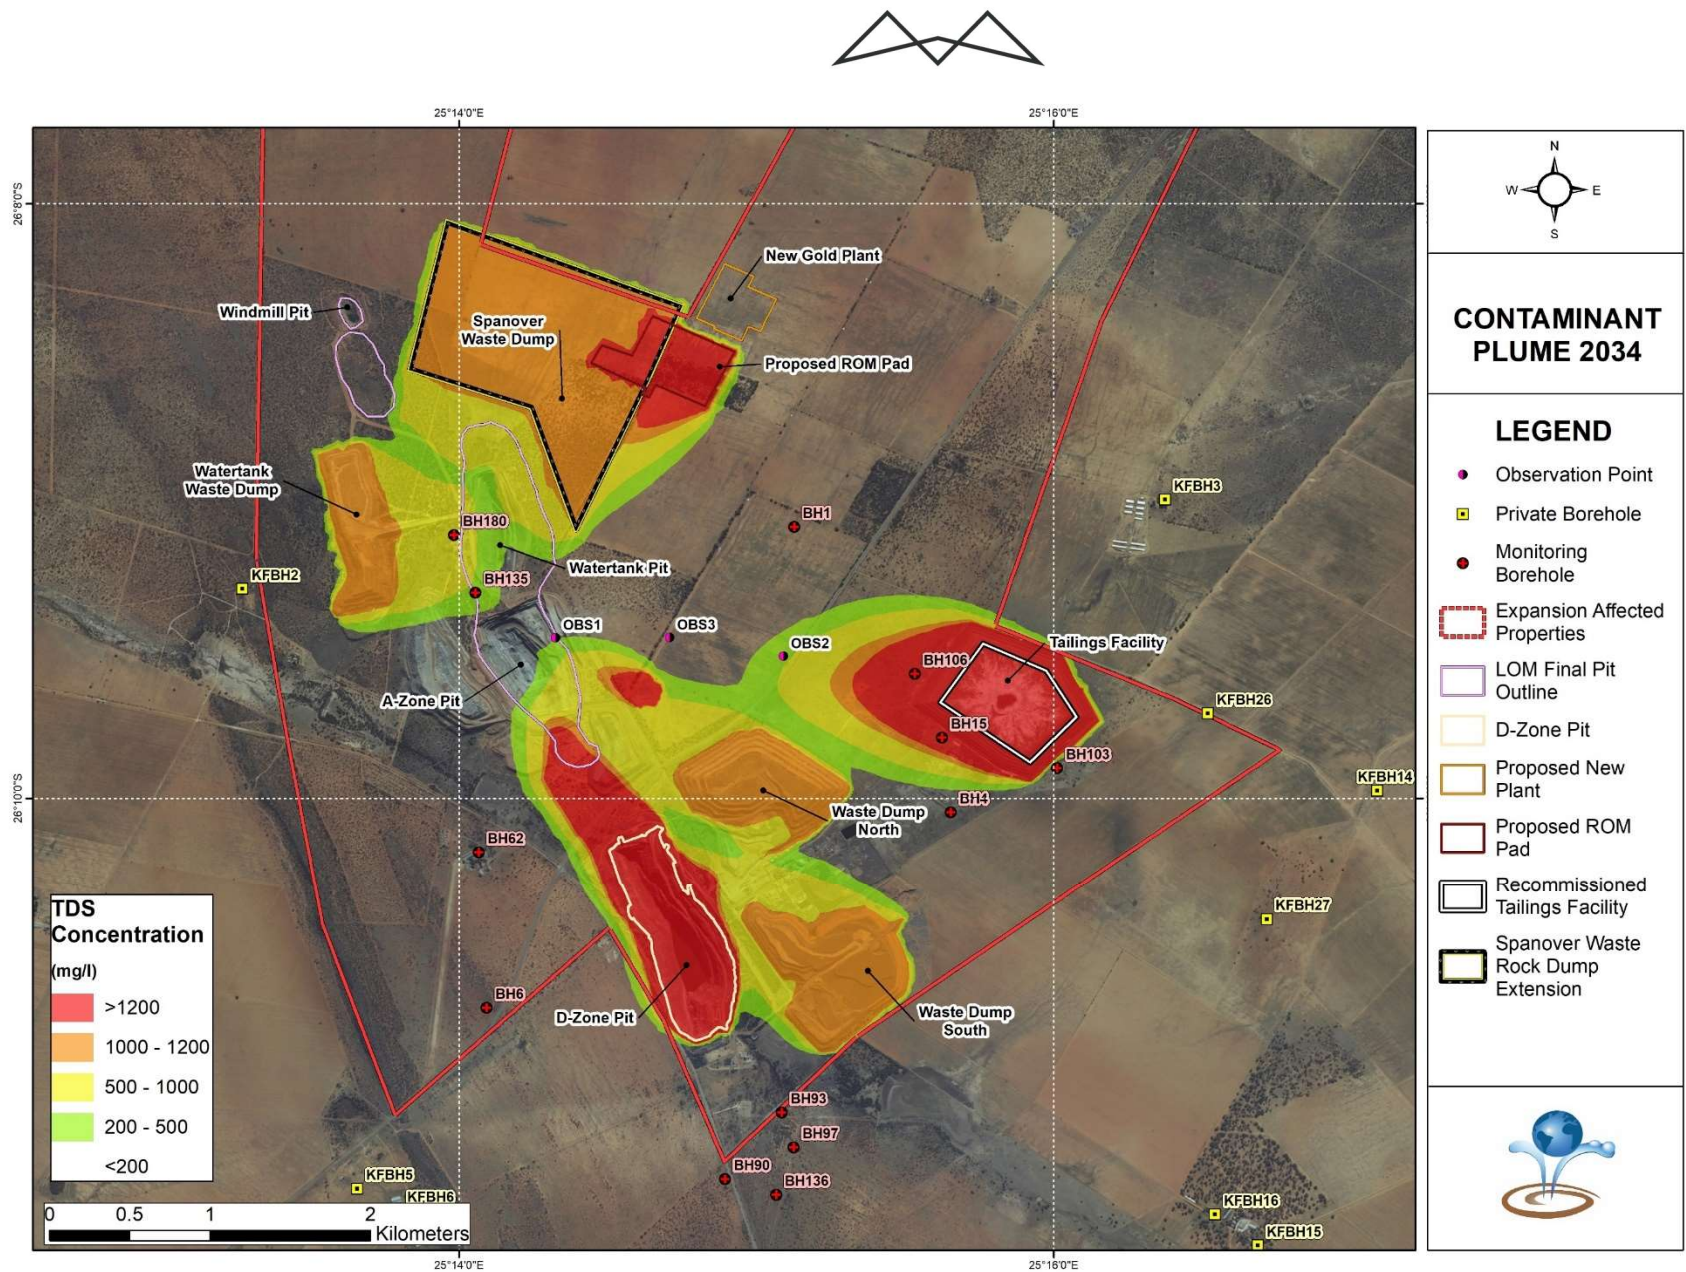 25°14'0"E
25°16'0"E
26°8'0"S
26°10'0"S
New Gold Plant
Windmill Pit
Spanover
Waste Dump
Proposed ROM Pad
Watertank
Waste Dump
KFBH3
BH180
BH1
Watertank Pit
KFBH2
BH135
OBS1
OBS3
OBS2
Tailings Facility
BH106
A-Zone Pit
KFBH26
BH15
BH103
KFBH14
BH4
Waste Dump
North
BH62
KFBH27
BH6
D-Zone Pit
Waste Dump
South
BH93
BH97
BH90
BH136
KFBH5
KFBH6
KFBH16
KFBH15
TDS
Concentration
(mg/l)
>1200
1000 - 1200
500 - 1000
200 - 500
<200
0 0.5 1 2
Kilometers
25°14'0"E
25°16'0"E
N
W E
S
CONTAMINANT
PLUME 2034
LEGEND
Observation Point
Private Borehole
Monitoring
Borehole
Expansion Affected
Properties
LOM Final Pit
Outline
D-Zone Pit
Proposed New
Plant
Proposed ROM
Pad
Recommissioned
Tailings Facility
Spanover Waste
Rock Dump
Extension